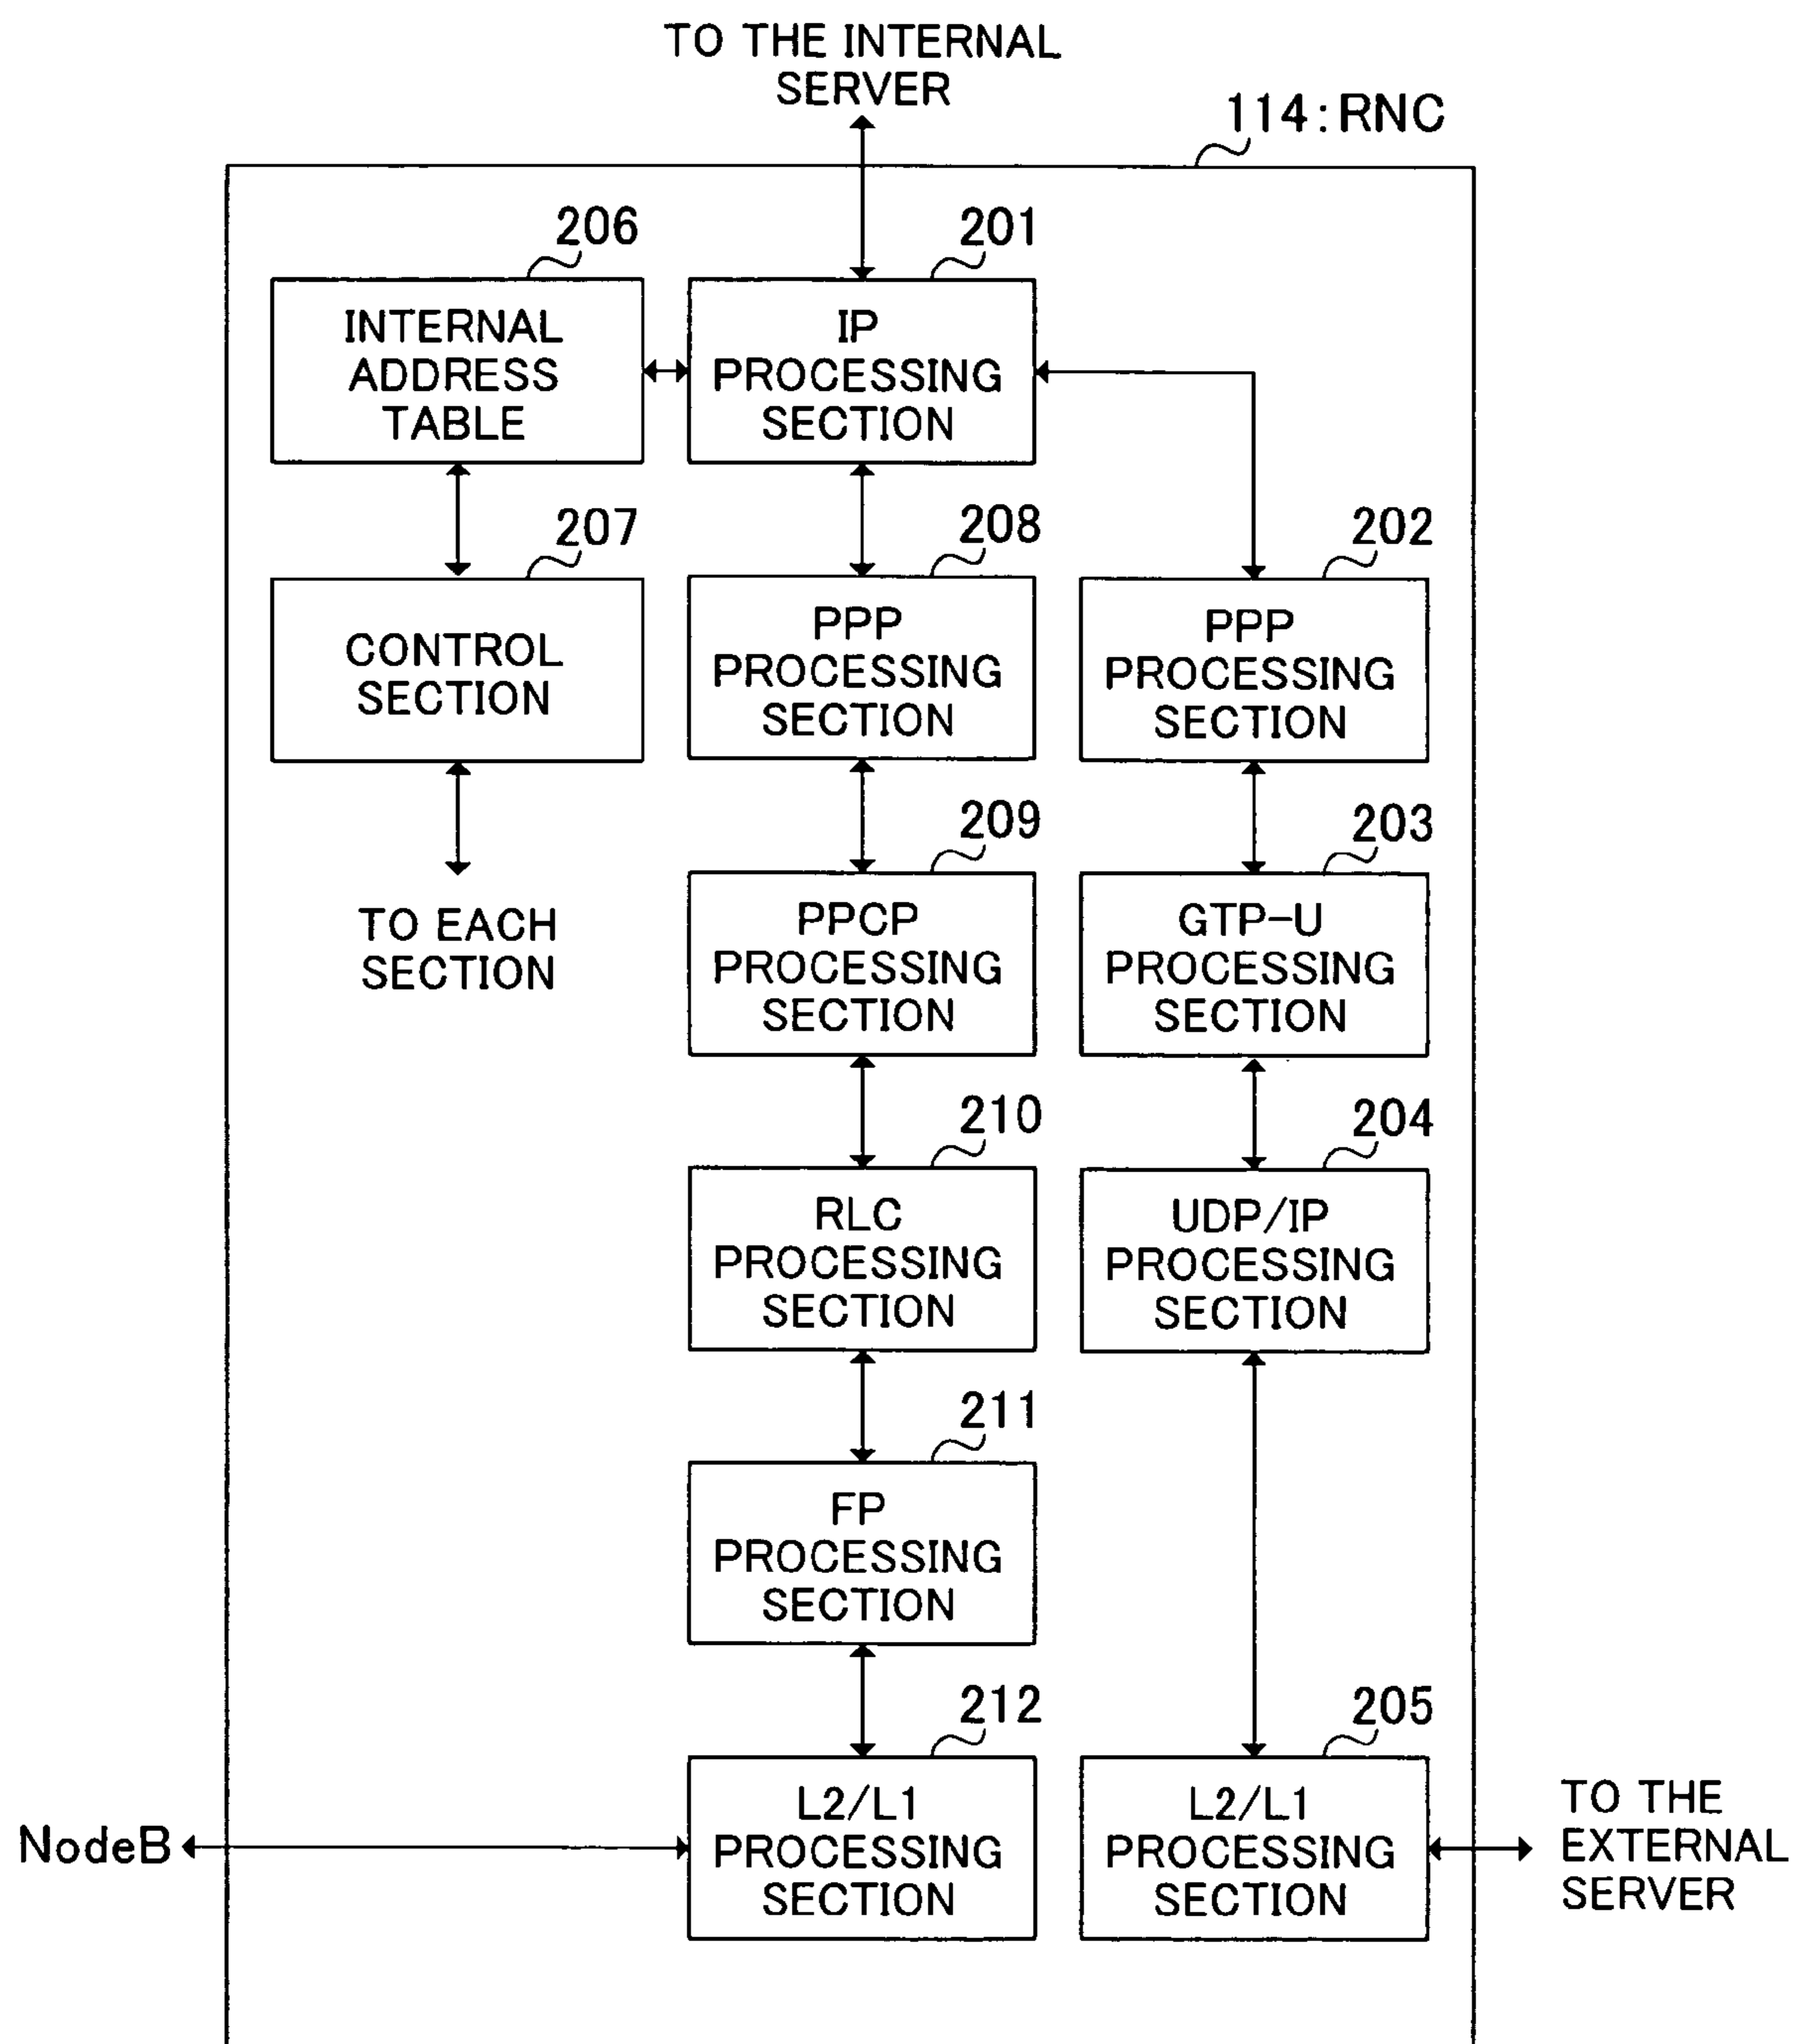 TO THE INTERNAL
SERVER
114:RNC
206
201
INTERNAL
ADDRESS
TABLE
IP
PROCESSING
SECTION
207
208
202
CONTROL
SECTION
PPP
PROCESSING
SECTION
PPP
PROCESSING
SECTION
209
203
TO EACH
SECTION
PPCP
PROCESSING
SECTION
GTP-U
PROCESSING
SECTION
210
204
RLC
PROCESSING
SECTION
UDP/IP
PROCESSING
SECTION
211
FP
PROCESSING
SECTION
212
205
NodeB
L2/L1
PROCESSING
SECTION
L2/L1
PROCESSING
SECTION
TO THE
EXTERNAL
SERVER